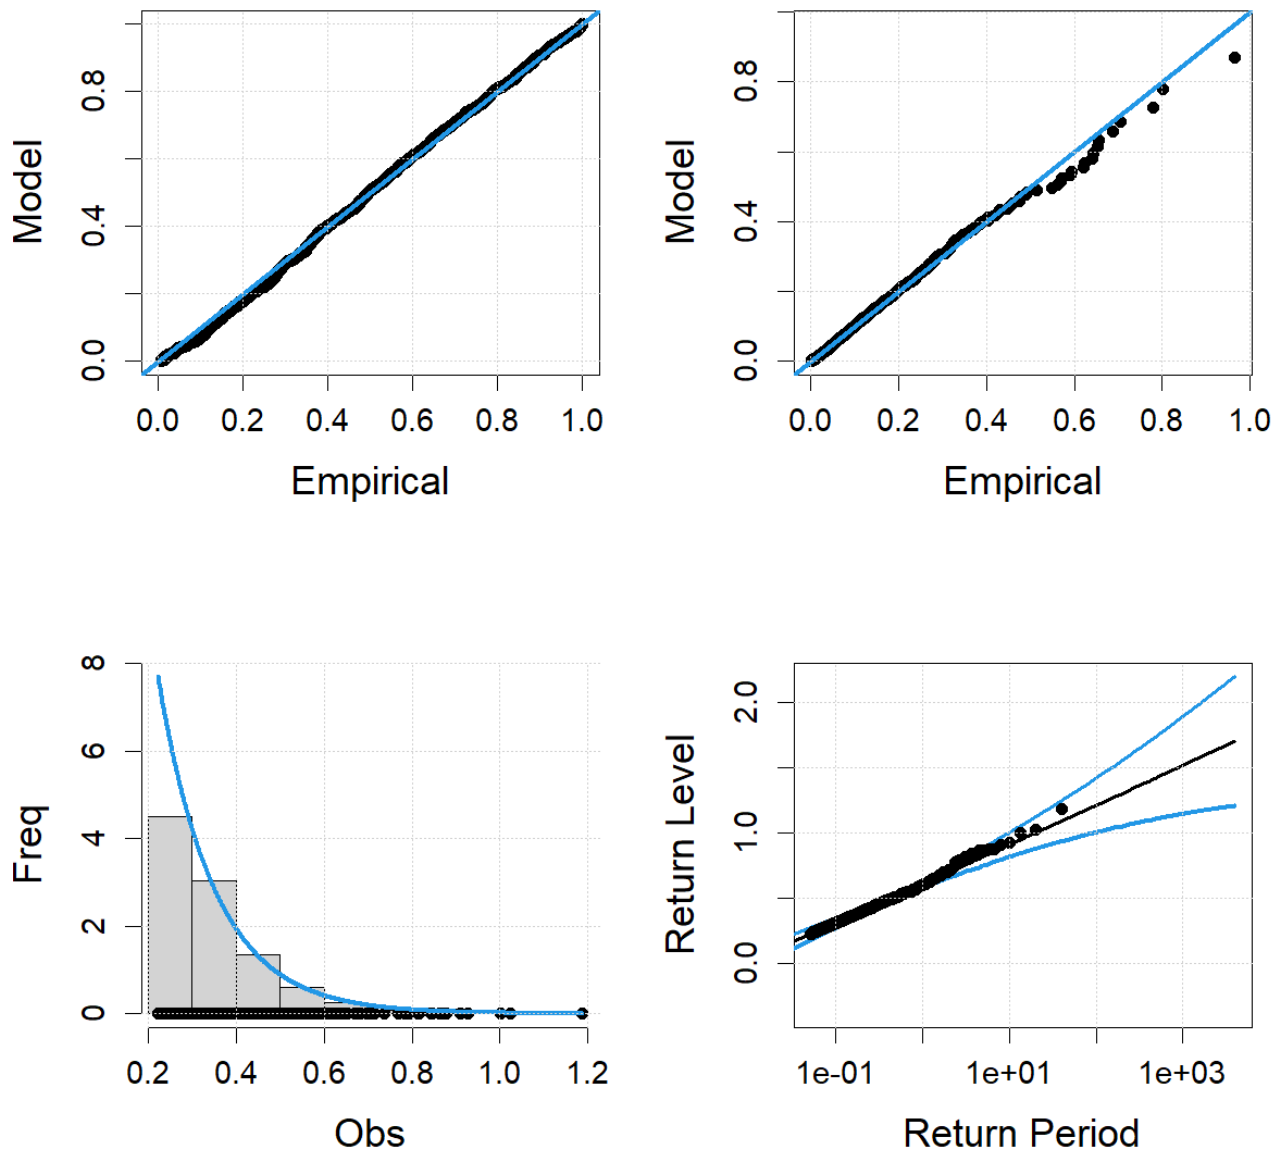 Model
0.0 0.4 0.8
0.0 0.2 0.4 0.6 0.8 1.0
Empirical
Model
0.0 0.4 0.8
0.0 0.2 0.4 0.6 0.8 1.0
Empirical
Freq
0 2 4 6 8
0.2 0.4 0.6 0.8 1.0 1.2
Obs
Return Level
0.0 1.0 2.0
1e-01 1e+01 1e+03
Return Period